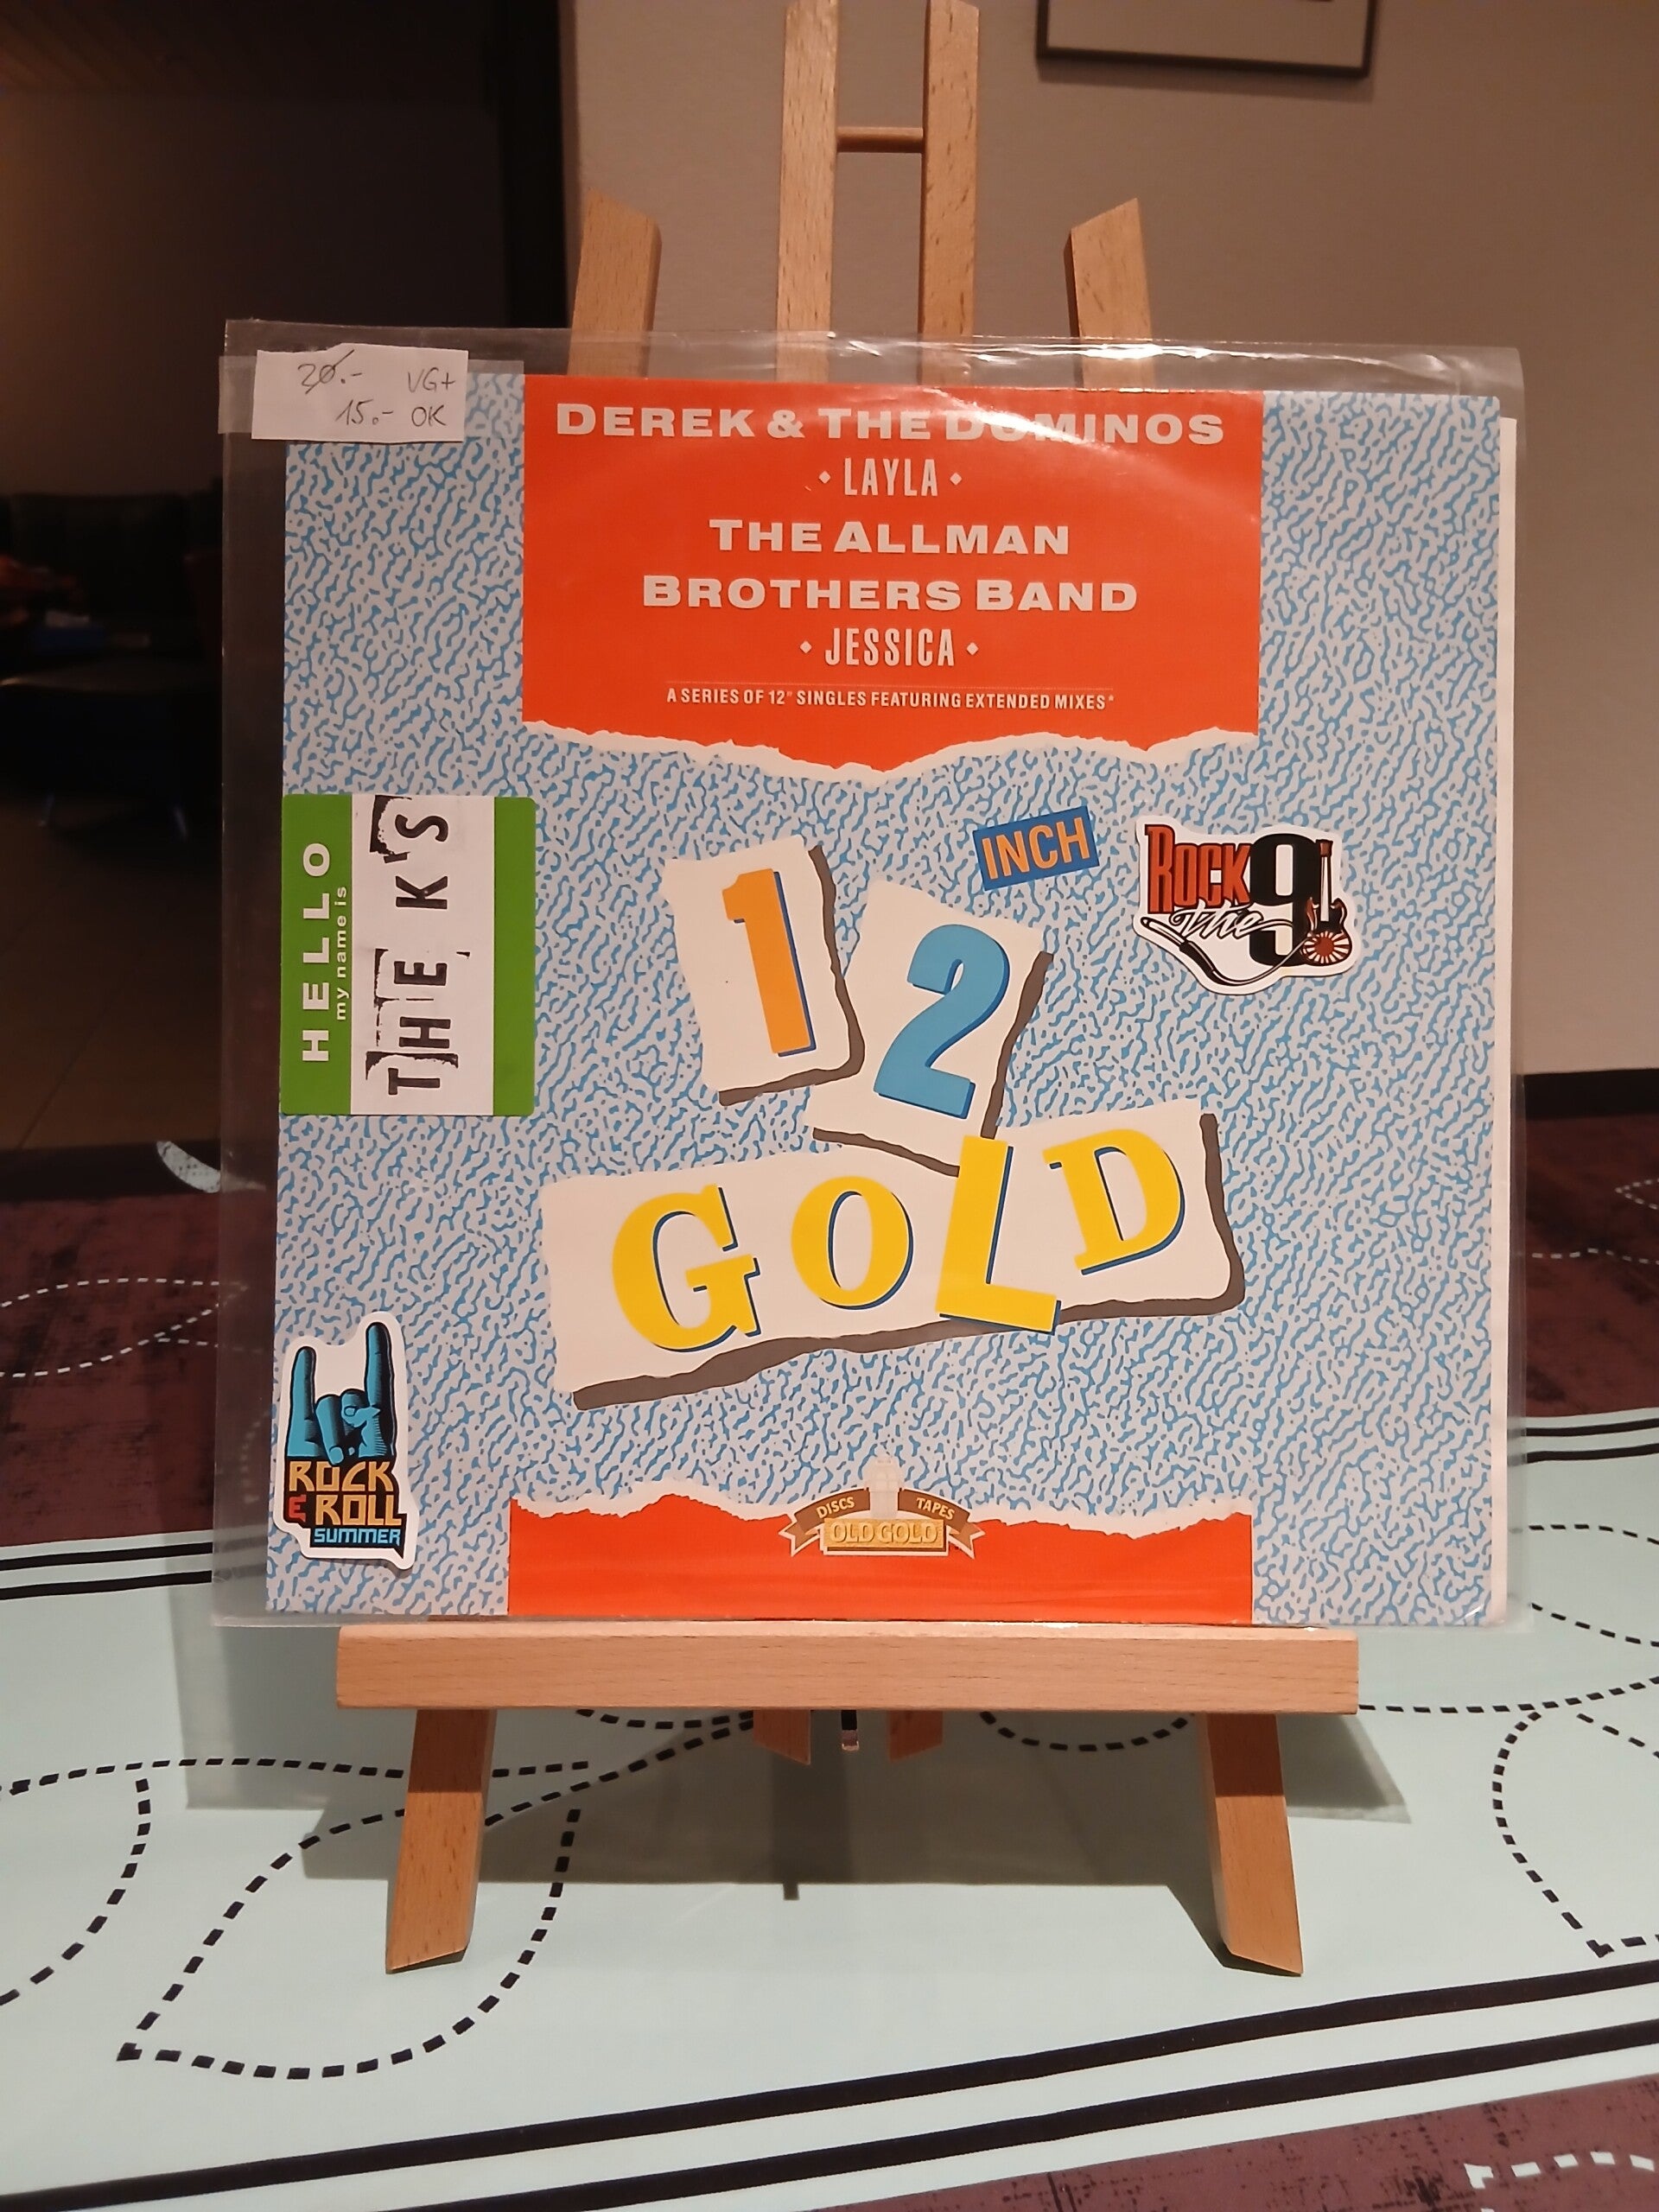 20.- VG+
15.- OK
DEREK & THE DOMINOS
• LAYLA •
THE ALLMAN
BROTHERS BAND
• JESSICA •
A SERIES OF 12" SINGLES FEATURING EXTENDED MIXES*
HELLO
my name is
THE K'S
INCH
12
GOLD
ROCK
The 9
ROCK
& ROLL
SUMMER
DISCS TAPES
OLD GOLD